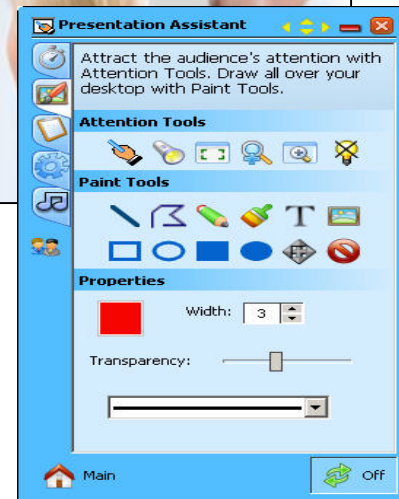 Presentation Assistant
Attract the audience's attention with
Attention Tools. Draw all over your
desktop with Paint Tools.
Attention Tools
Paint Tools
T
Properties
Width: 3
Transparency:
Main
Off